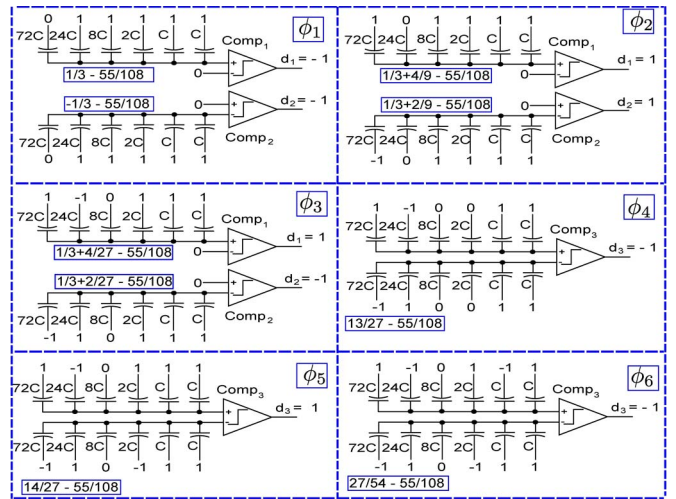 0 1 1 1 1 1 ϕ₁
72C 24C 8C 2C C C Comp₁
d₁ = - 1
1/3 - 55/108 0
-1/3 - 55/108 0
d₂ = - 1
72C 24C 8C 2C C C Comp₂
0 1 1 1 1 1
1 0 1 1 1 1 ϕ₂
72C 24C 8C 2C C C Comp₁
d₁ = 1
1/3+4/9 - 55/108 0
1/3+2/9 - 55/108 0
d₂ = 1
72C 24C 8C 2C C C Comp₂
-1 0 1 1 1 1
1 -1 0 1 1 1 ϕ₃
72C 24C 8C 2C C C Comp₁
d₁ = 1
1/3+4/27 - 55/108 0
1/3+2/27 - 55/108 0
d₂ = -1
72C 24C 8C 2C C C Comp₂
-1 1 0 1 1 1
1 -1 0 0 1 1 ϕ₄
72C 24C 8C 2C C C Comp₃
d₃ = - 1
72C 24C 8C 2C C C
-1 1 0 0 1 1
13/27 - 55/108
1 -1 0 1 1 1 ϕ₅
72C 24C 8C 2C C C Comp₃
d₃ = 1
72C 24C 8C 2C C C
-1 1 0 -1 1 1
14/27 - 55/108
1 -1 0 1 -1 1 ϕ₆
72C 24C 8C 2C C C Comp₃
d₃ = - 1
72C 24C 8C 2C C C
-1 1 0 -1 1 1
27/54 - 55/108